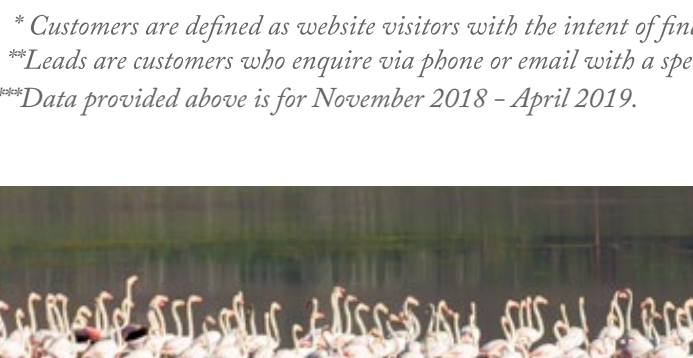 * Customers are defined as website visitors with the intent of
**Leads are customers who enquire via phone or email with a
***Data provided above is for November 2018 – April 2019.